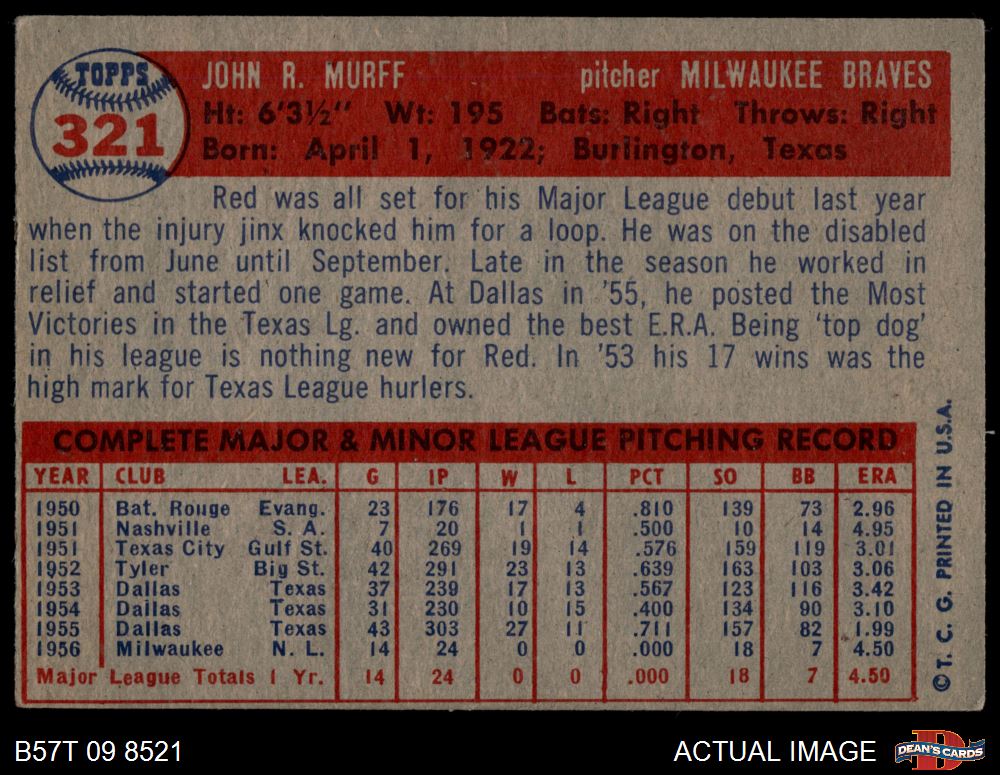 TOPPS
321
JOHN R. MURFF pitcher MILWAUKEE BRAVES
Ht: 6'3½" Wt: 195 Bats: Right Throws: Right
Born: April 1, 1922; Burlington, Texas
Red was all set for his Major League debut last year
when the injury jinx knocked him for a loop. He was on the disabled
list from June until September. Late in the season he worked in
relief and started one game. At Dallas in '55, he posted the Most
Victories in the Texas Lg. and owned the best E.R.A. Being 'top dog'
in his league is nothing new for Red. In '53 his 17 wins was the
high mark for Texas League hurlers.
COMPLETE MAJOR & MINOR LEAGUE PITCHING RECORD
YEAR CLUB LEA. G IP W L PCT SO BB ERA
1950 Bat. Rouge Evang. 23 176 17 4 .810 139 73 2.96
1951 Nashville S. A. 7 20 1 1 .500 10 14 4.95
1951 Texas City Gulf St. 40 269 19 14 .576 159 119 3.01
1952 Tyler Big St. 42 291 23 13 .639 163 103 3.06
1953 Dallas Texas 37 239 17 13 .567 123 116 3.42
1954 Dallas Texas 31 230 10 15 .400 134 90 3.10
1955 Dallas Texas 43 303 27 11 .711 157 82 1.99
1956 Milwaukee N. L. 14 24 0 0 .000 18 7 4.50
Major League Totals 1 Yr. 14 24 0 0 .000 18 7 4.50
© T. C. G. PRINTED IN U.S.A.
B57T 09 8521 ACTUAL IMAGE
DEAN'S CARDS